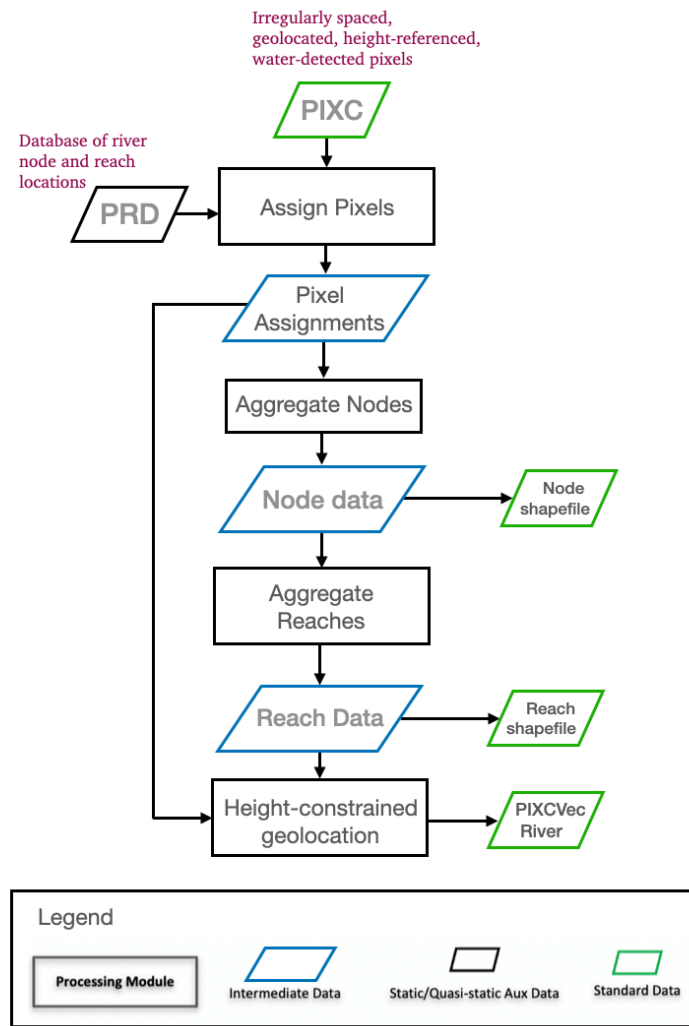 Irregularly spaced,
geolocated, height-referenced,
water-detected pixels
PIXC
Database of river
node and reach
locations
PRD
Assign Pixels
Pixel
Assignments
Aggregate Nodes
Node data
Node
shapefile
Aggregate
Reaches
Reach Data
Reach
shapefile
Height-constrained
geolocation
PIXCVec
River
Legend
Processing Module
Intermediate Data
Static/Quasi-static Aux Data
Standard Data